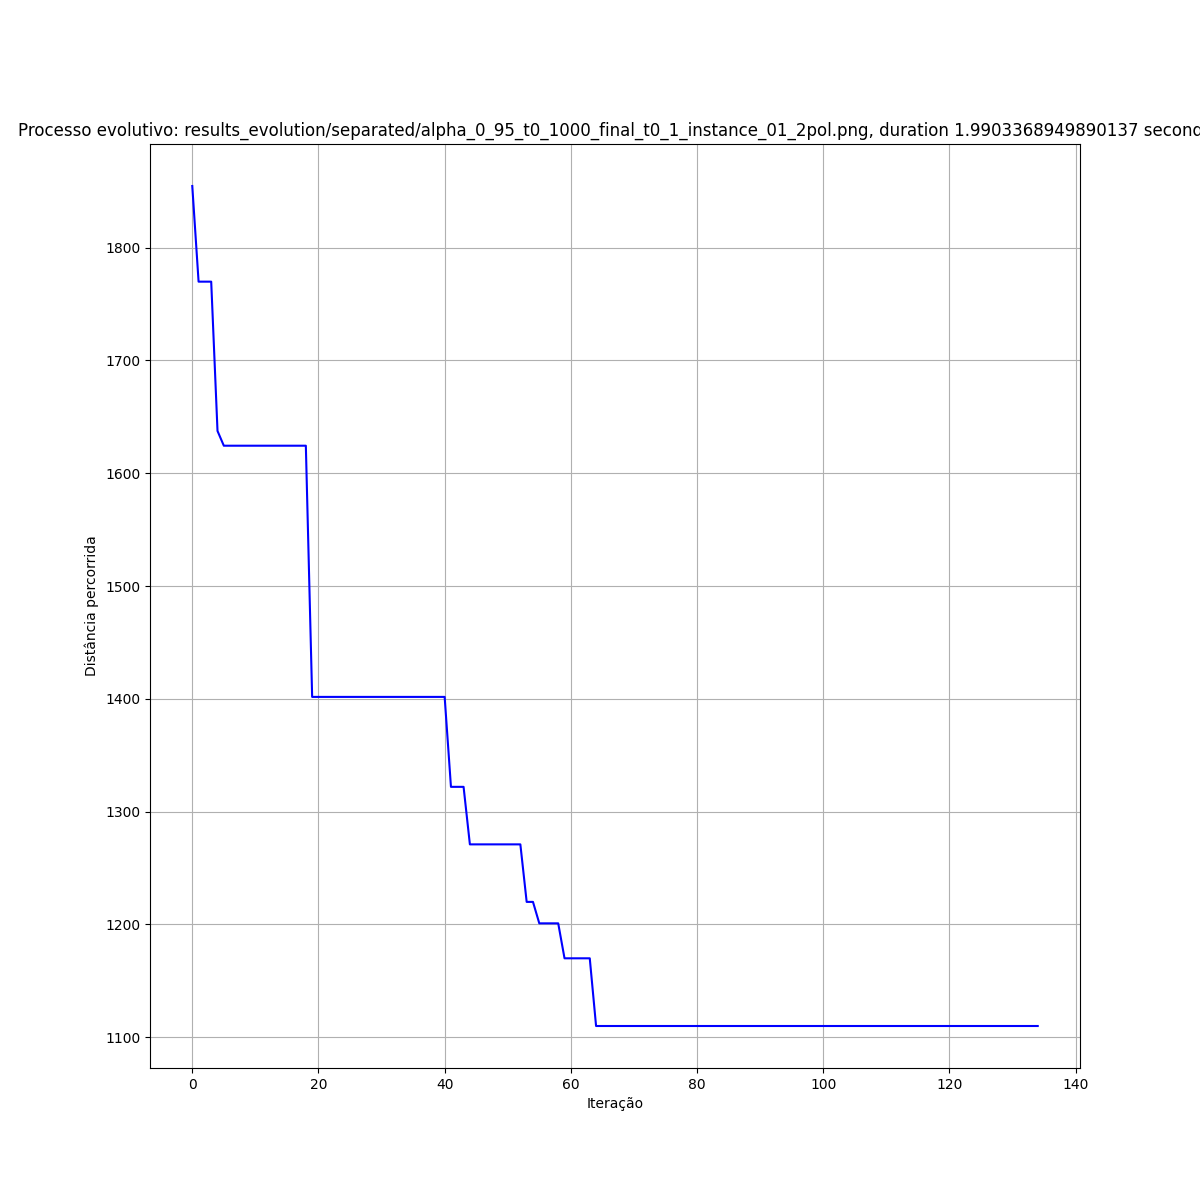 Processo evolutivo: results_evolution/separated/alpha_0_95_t0_1000_final_t0_1_instance_01_2pol.png, duration 1.9903368949890137 second
1800
1700
1600
1500
1400
1300
1200
1100
Distância percorrida
0 20 40 60 80 100 120 140
Iteração